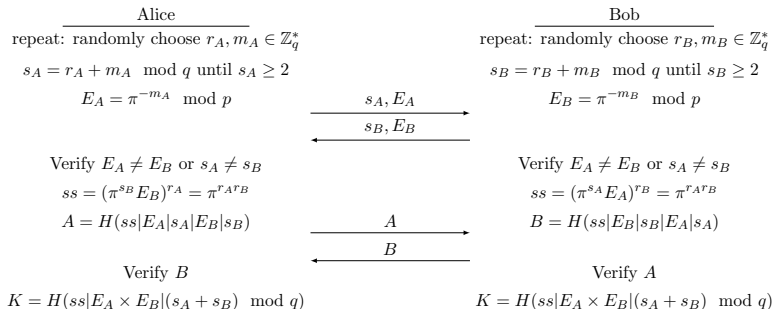 Alice Bob
repeat: randomly choose r_A, m_A ∈ ℤ_q^* repeat: randomly choose r_B, m_B ∈ ℤ_q^*
s_A = r_A + m_A mod q until s_A ≥ 2 s_B = r_B + m_B mod q until s_B ≥ 2
E_A = π^{-m_A} mod p s_A, E_A E_B = π^{-m_B} mod p
s_B, E_B
Verify E_A ≠ E_B or s_A ≠ s_B Verify E_A ≠ E_B or s_A ≠ s_B
ss = (π^{s_B} E_B)^{r_A} = π^{r_A r_B} ss = (π^{s_A} E_A)^{r_B} = π^{r_A r_B}
A = H(ss|E_A|s_A|E_B|s_B) A B = H(ss|E_B|s_B|E_A|s_A)
B
Verify B Verify A
K = H(ss|E_A × E_B|(s_A + s_B) mod q) K = H(ss|E_A × E_B|(s_A + s_B) mod q)